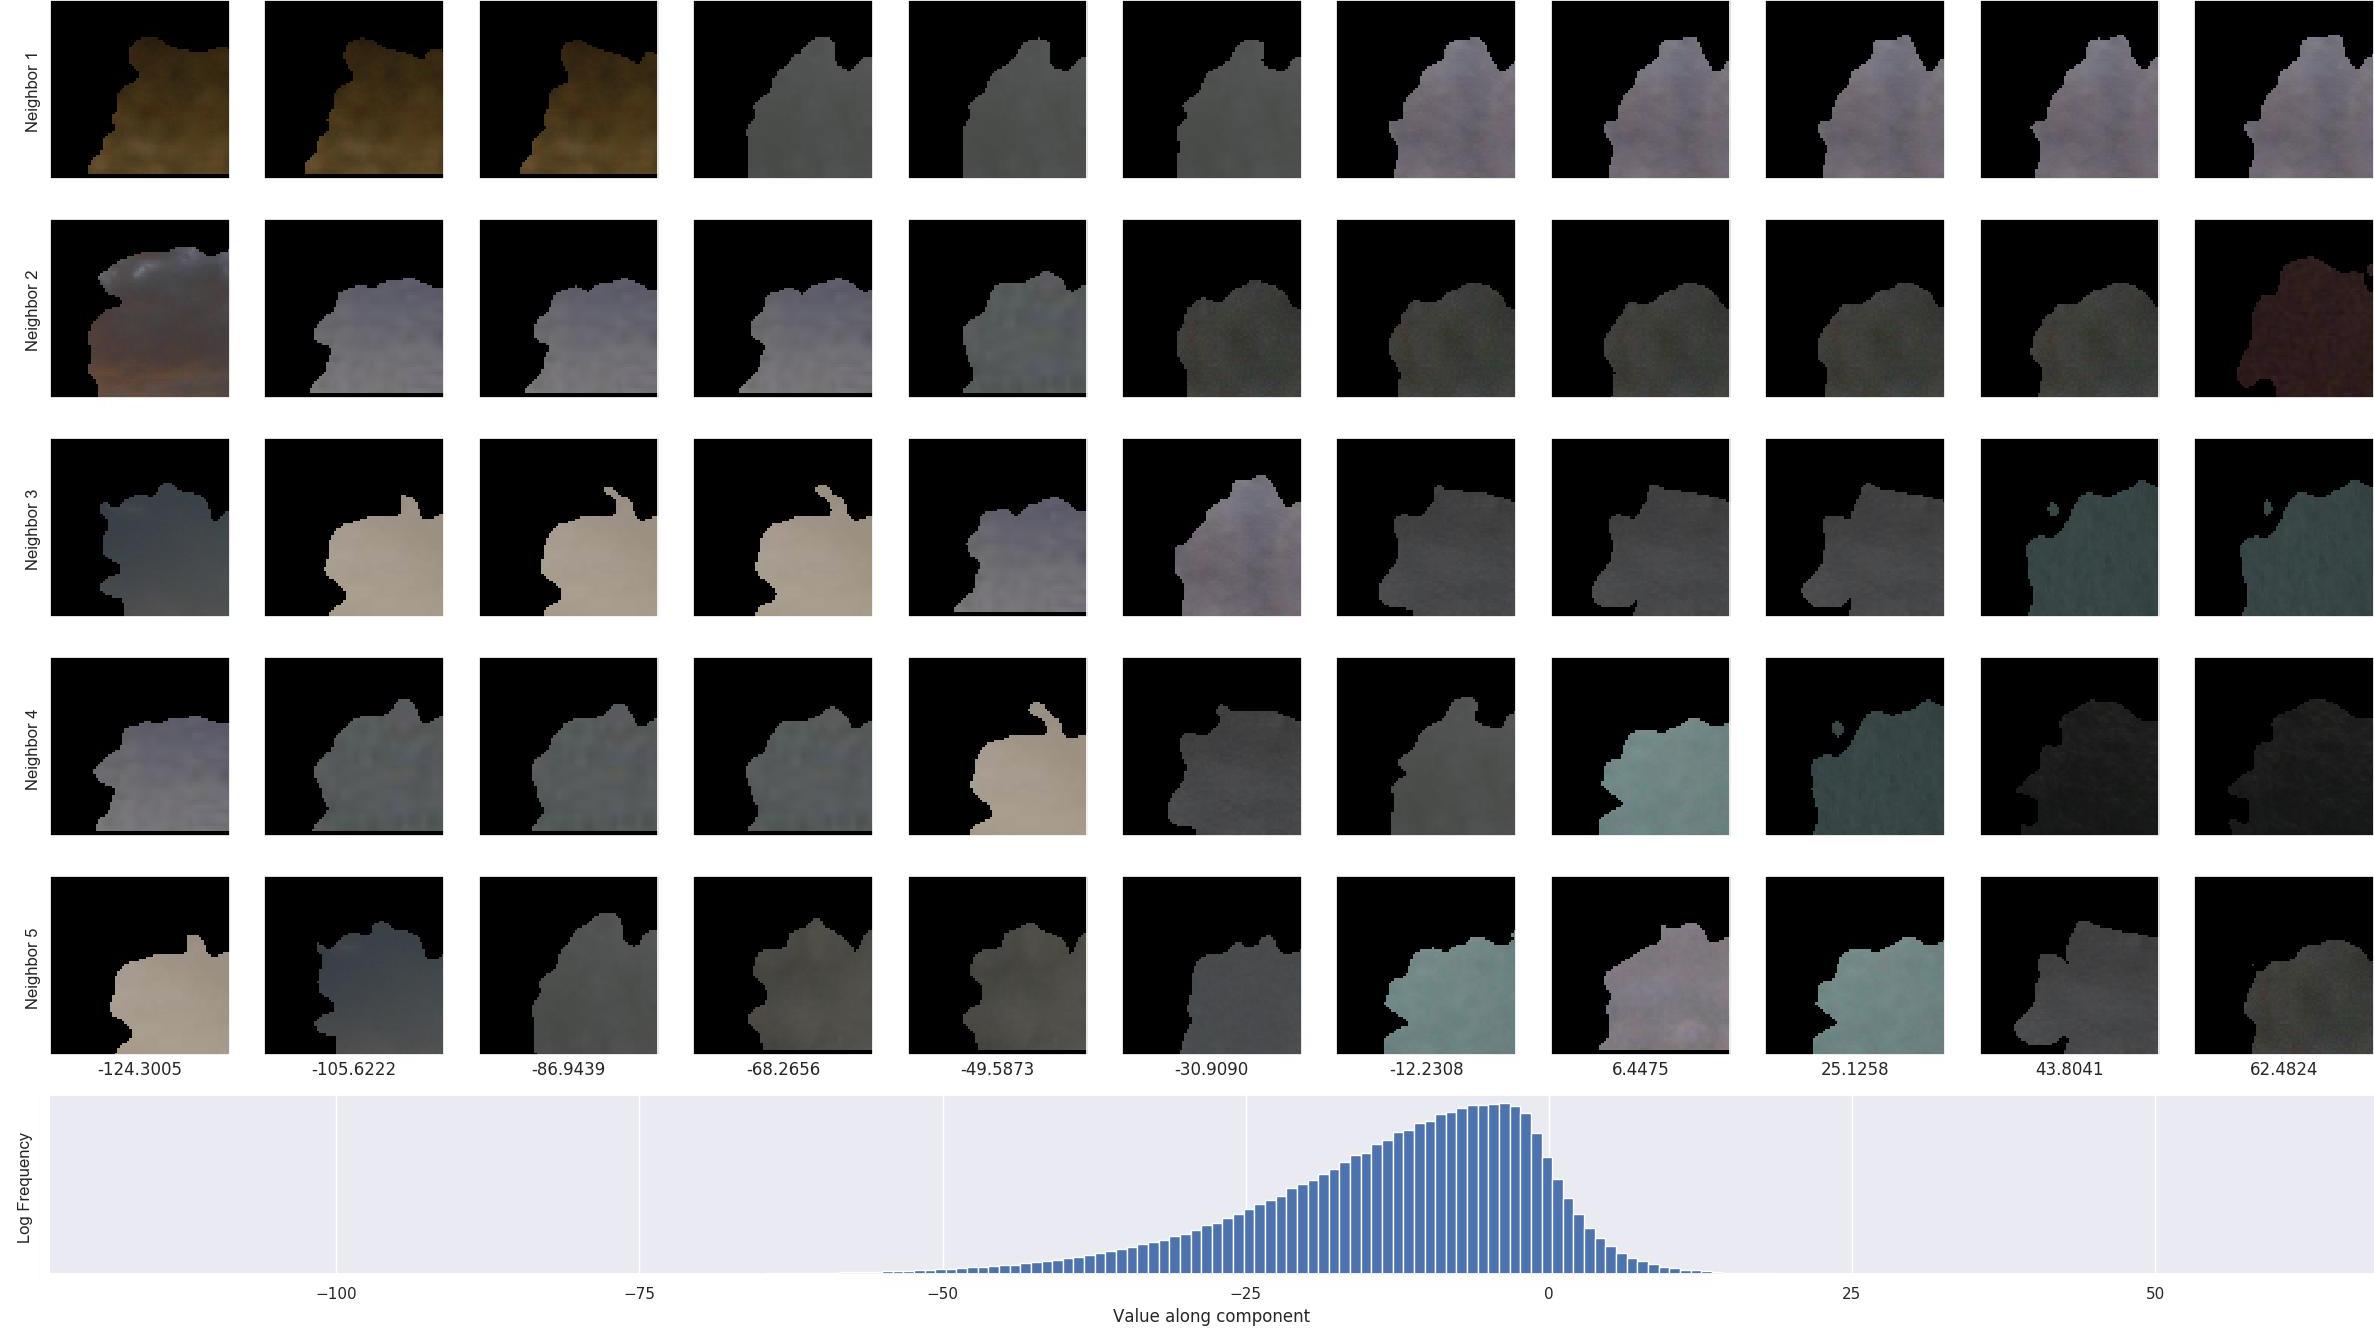 Neighbor 1
Neighbor 2
Neighbor 3
Neighbor 4
Neighbor 5
-124.3005 -105.6222 -86.9439 -68.2656 -49.5873 -30.9090 -12.2308 6.4475 25.1258 43.8041 62.4824
Log Frequency
−100 −75 −50 −25 0 25 50
Value along component